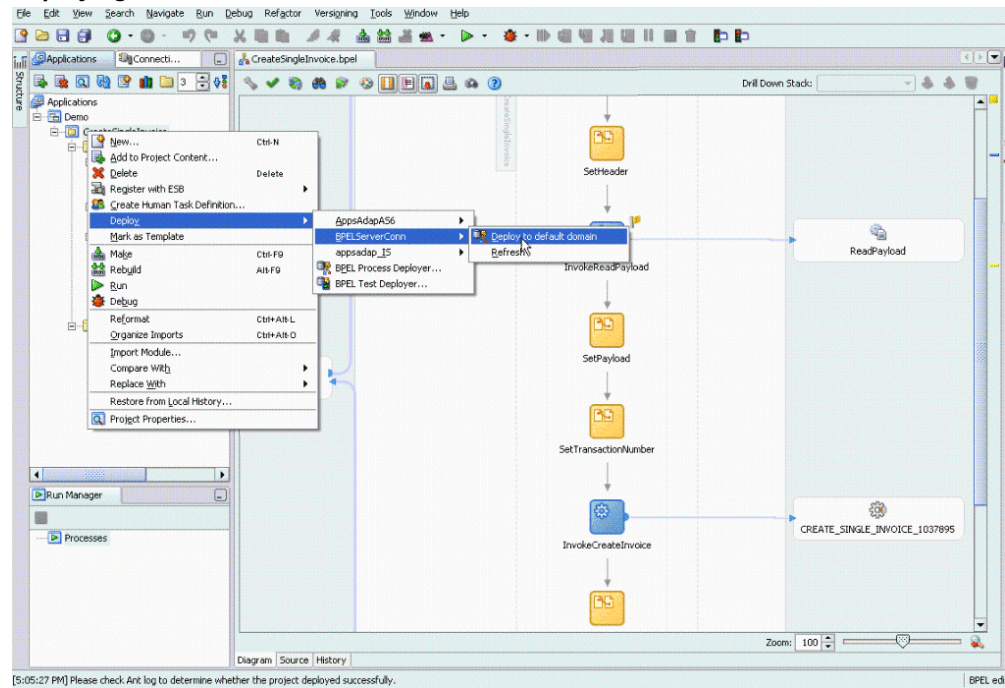 File Edit View Search Navigate Run Debug Refactor Versioning Tools Window Help
Applications
Connecti...
CreateSingleInvoice.bpel
3
Drill Down Stack:
Structure
Applications
Demo
CreateSingleInvoice
New... Ctrl-N
Add to Project Content...
Delete Delete
Register with ESB
Create Human Task Definition...
Deploy
Mark as Template
Make Ctrl-F9
Rebuild Alt-F9
Run
Debug
Reformat Ctrl+Alt-L
Organize Imports Ctrl+Alt-O
Import Module...
Compare With
Replace With
Restore from Local History...
Project Properties...
AppsAdapAS6
BPELServerConn
appsadap_IS
BPEL Process Deployer...
BPEL Test Deployer...
Deploy to default domain
Refresh
CreateSingleInvoice
SetHeader
InvokeReadPayload
ReadPayload
SetPayload
SetTransactionNumber
InvokeCreateInvoice
CREATE_SINGLE_INVOICE_1037895
Run Manager
Processes
Zoom: 100
Diagram Source History
[5:05:27 PM] Please check Ant log to determine whether the project deployed successfully.
BPEL ed